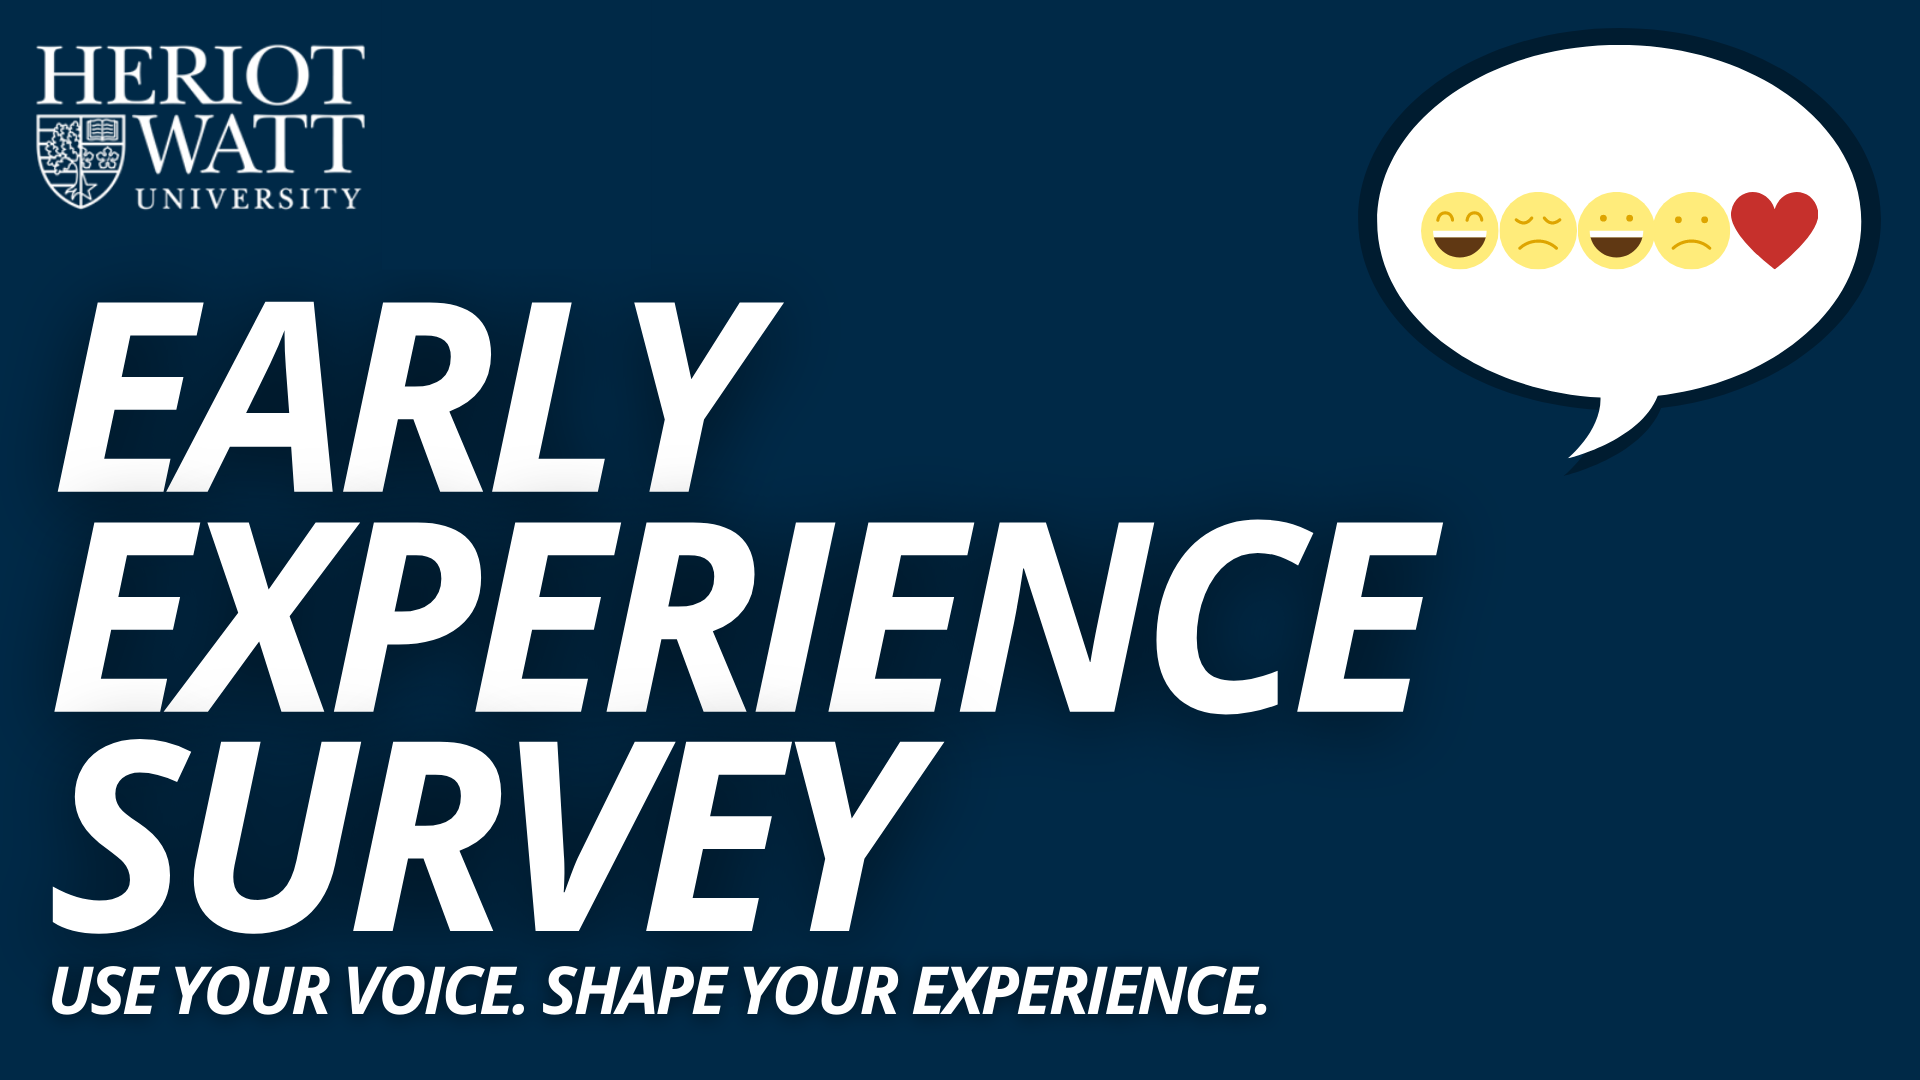 HERIOT
WATT
UNIVERSITY
EARLY
EXPERIENCE
SURVEY
USE YOUR VOICE. SHAPE YOUR EXPERIENCE.